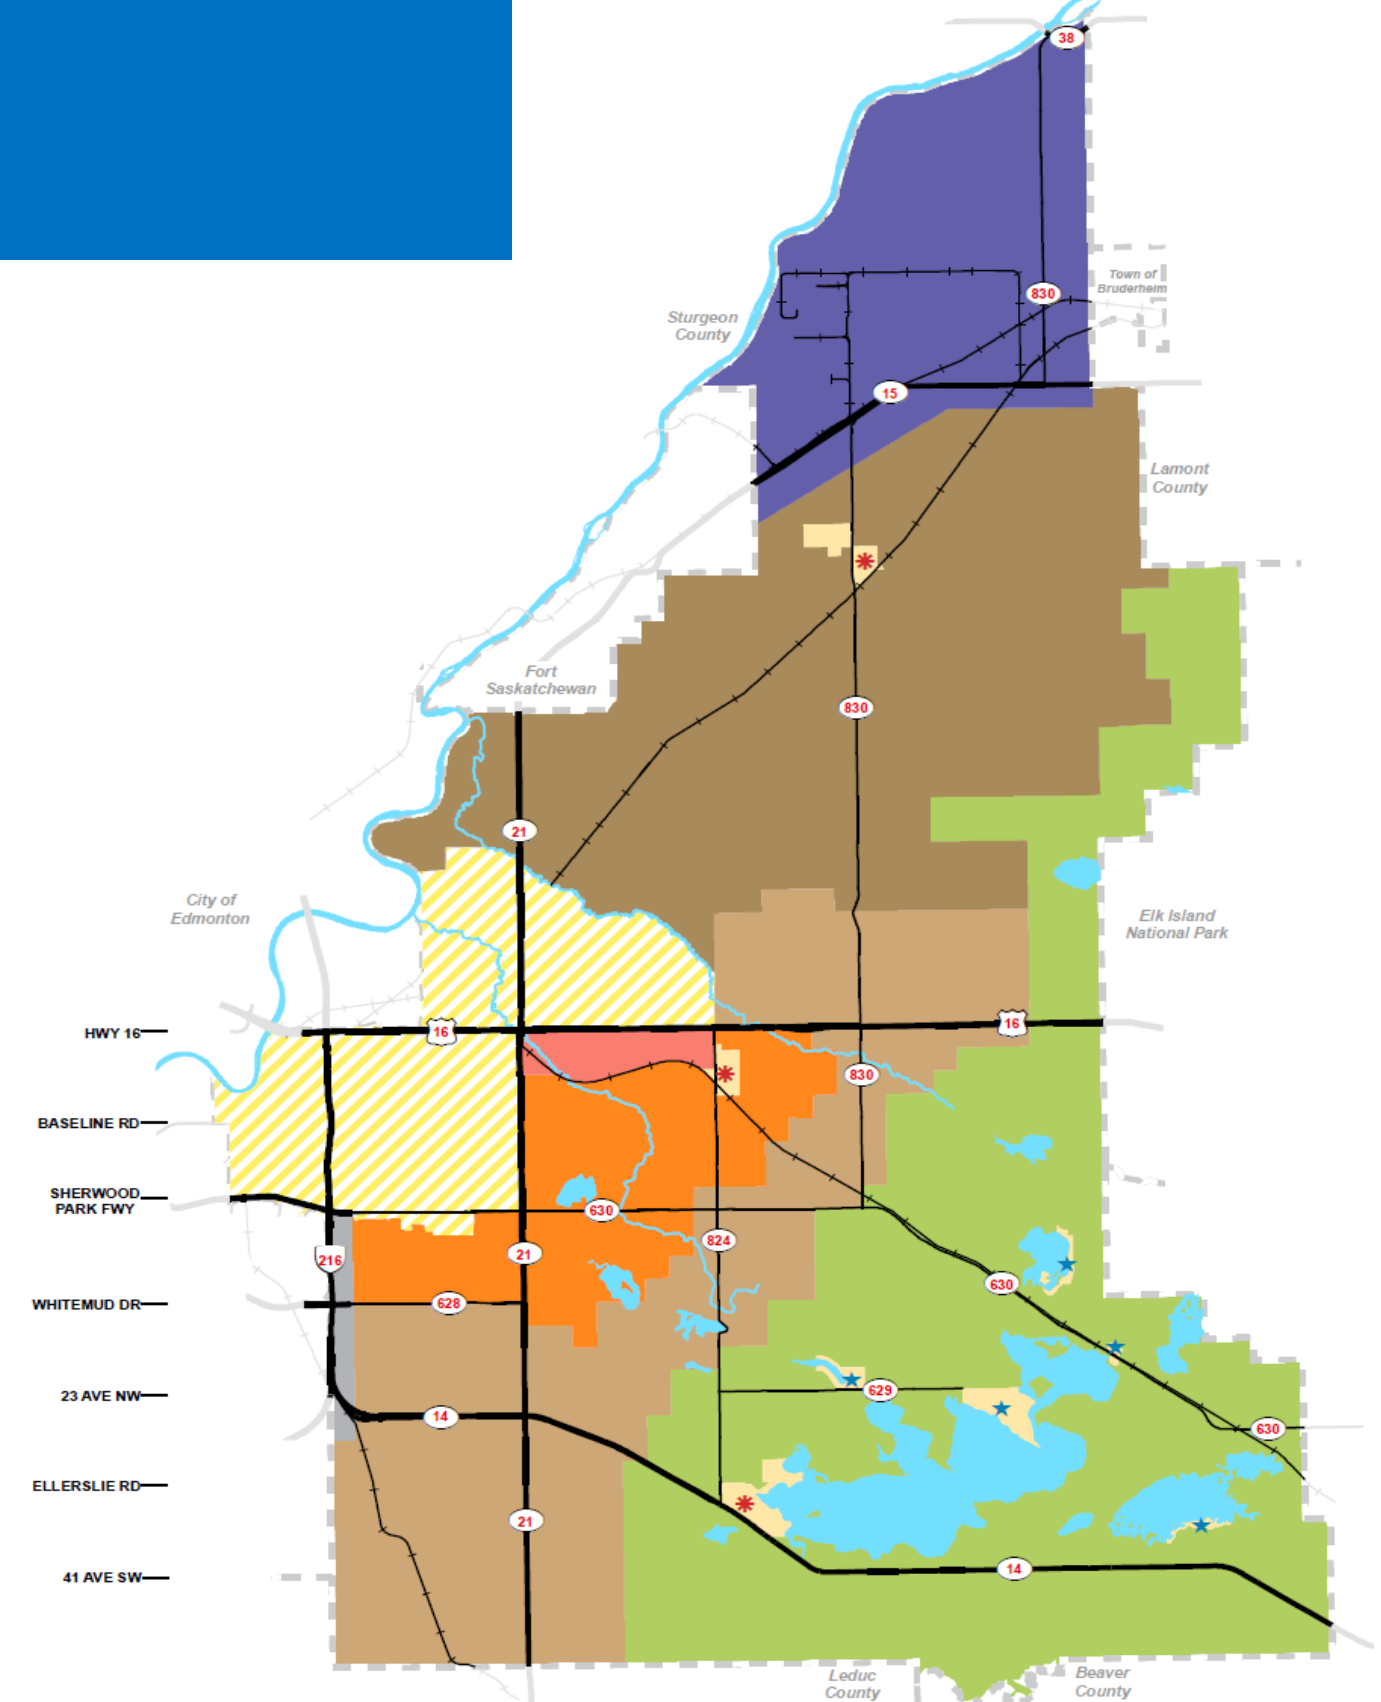 38
Town of
Bruderheim
830
Sturgeon
County
15
Lamont
County
Fort
Saskatchewan
830
21
City of
Edmonton
Elk Island
National Park
HWY 16
16
16
830
BASELINE RD
SHERWOOD
PARK FWY
630
824
216
21
630
WHITEMUD DR
628
23 AVE NW
629
14
630
ELLERSLIE RD
21
14
41 AVE SW
Leduc
County
Beaver
County